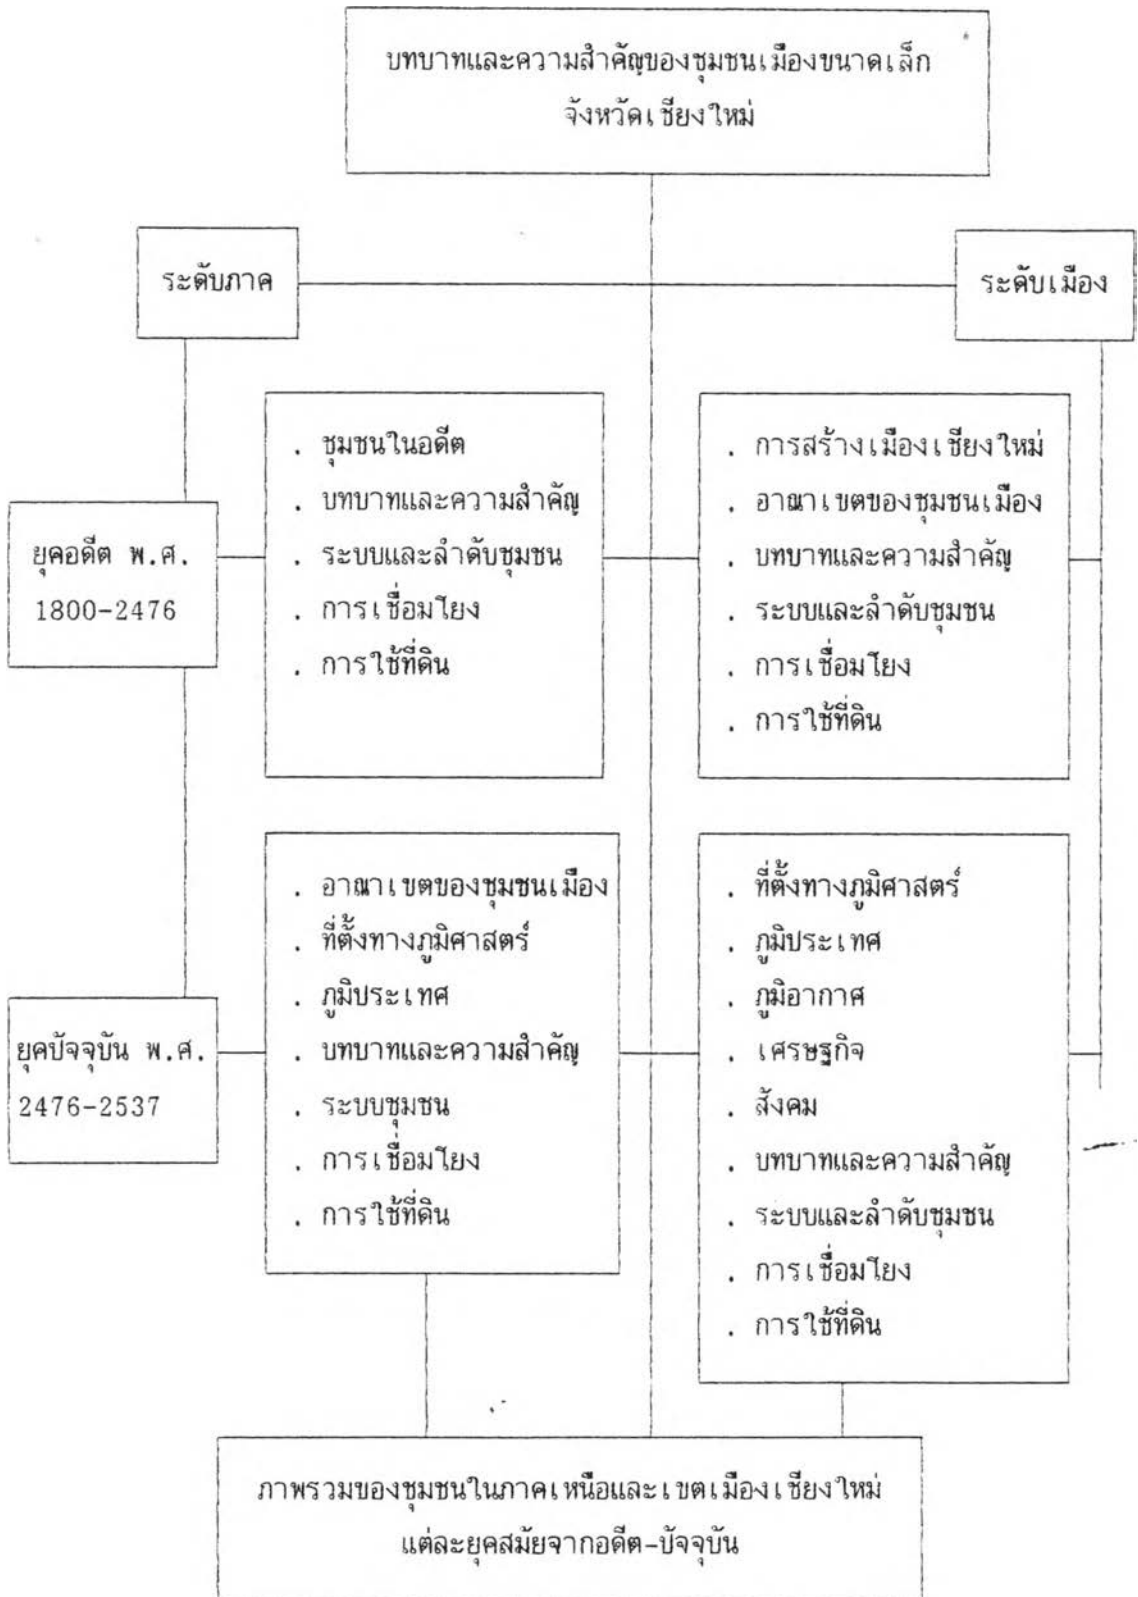 บทบาทและความสำคัญของชุมชนเมืองขนาดเล็ก
จังหวัดเชียงใหม่
ระดับภาค
ระดับเมือง
ยุคอดีต พ.ศ.
1800-2476
. ชุมชนในอดีต
. บทบาทและความสำคัญ
. ระบบและลำดับชุมชน
. การเชื่อมโยง
. การใช้ที่ดิน
. การสร้างเมืองเชียงใหม่
. อาณาเขตของชุมชนเมือง
. บทบาทและความสำคัญ
. ระบบและลำดับชุมชน
. การเชื่อมโยง
. การใช้ที่ดิน
ยุคปัจจุบัน พ.ศ.
2476-2537
. อาณาเขตของชุมชนเมือง
. ที่ตั้งทางภูมิศาสตร์
. ภูมิประเทศ
. บทบาทและความสำคัญ
. ระบบชุมชน
. การเชื่อมโยง
. การใช้ที่ดิน
. ที่ตั้งทางภูมิศาสตร์
. ภูมิประเทศ
. ภูมิอากาศ
. เศรษฐกิจ
. สังคม
. บทบาทและความสำคัญ
. ระบบและลำดับชุมชน
. การเชื่อมโยง
. การใช้ที่ดิน
ภาพรวมของชุมชนในภาคเหนือและเขตเมืองเชียงใหม่
แต่ละยุคสมัยจากอดีต-ปัจจุบัน